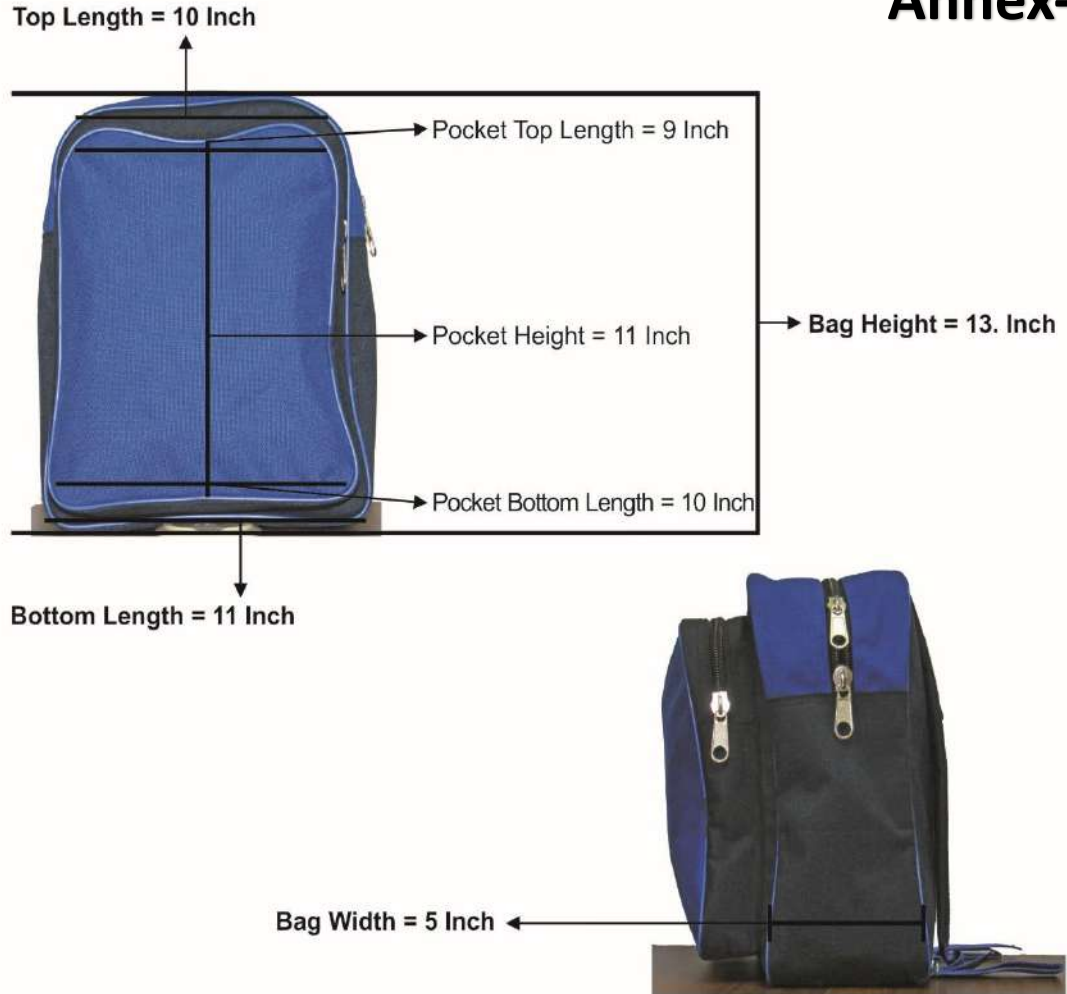 Annex-
Top Length = 10 Inch
Pocket Top Length = 9 Inch
Pocket Height = 11 Inch
Bag Height = 13. Inch
Pocket Bottom Length = 10 Inch
Bottom Length = 11 Inch
Bag Width = 5 Inch